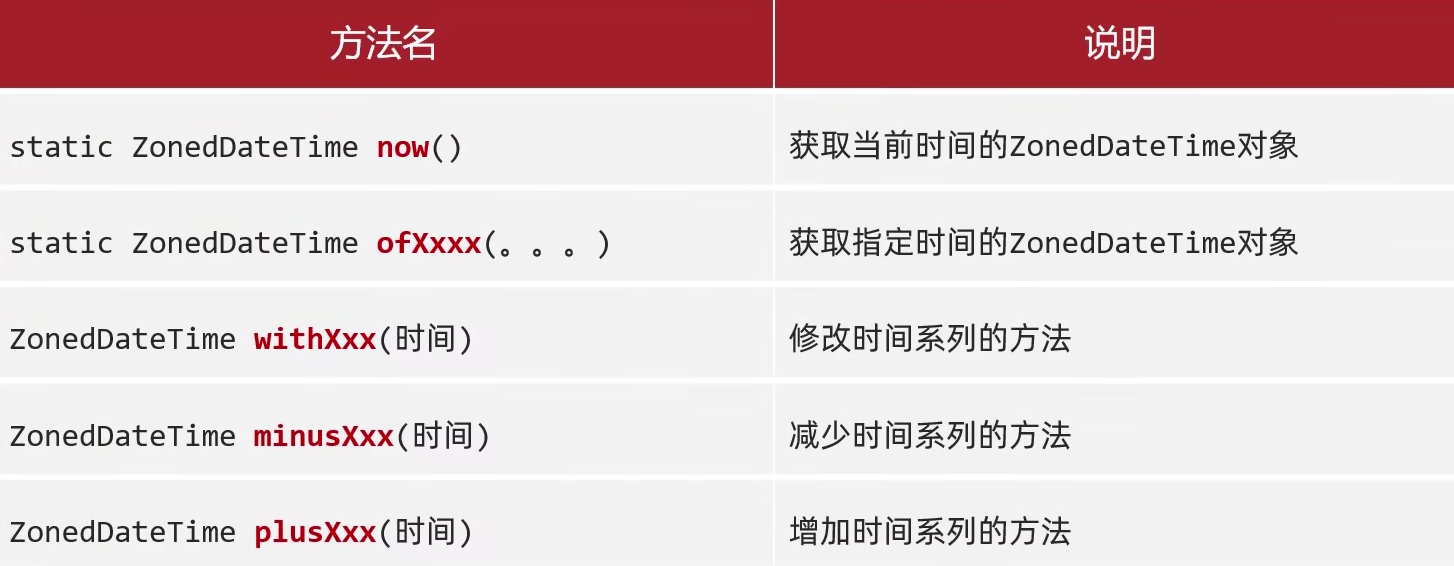 方法名 说明
static ZonedDateTime now() 获取当前时间的ZonedDateTime对象
static ZonedDateTime ofXxxx(。。。) 获取指定时间的ZonedDateTime对象
ZonedDateTime withXxx(时间) 修改时间系列的方法
ZonedDateTime minusXxx(时间) 减少时间系列的方法
ZonedDateTime plusXxx(时间) 增加时间系列的方法